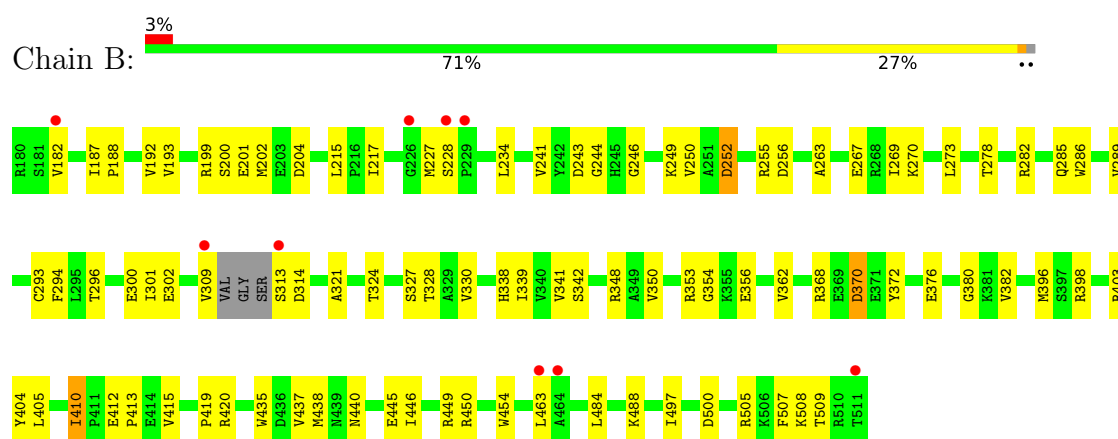 3%
Chain B:
71% 27% ••
R180 S181 V182 I187 P188 V192 V193 R199 S200 E201 M202 E203 D204 L215 P216 I217 G226 M227 S228 P229 L234 V241 Y242 D243 G244 H245 G246 K249 V250 A251 D252 R255 D256 A263 E267 R268 I269 K270 L273 T278 R282 Q285 W286
C293 F294 L295 T296 E300 I301 E302 V309 VAL GLY SER S313 D314 A321 T324 S327 T328 A329 V330 H338 I339 V340 V341 S342 R348 A349 V350 R353 G354 K355 E356 V362 R368 E369 D370 E371 Y372 E376 G380 K381 V382 M396 S397 R398
Y404 L405 I410 P411 E412 P413 E414 V415 P419 R420 W435 D436 V437 M438 N439 N440 E445 I446 R449 R450 W454 L463 A464 L484 K488 I497 D500 R505 K506 F507 K508 T509 R510 T511